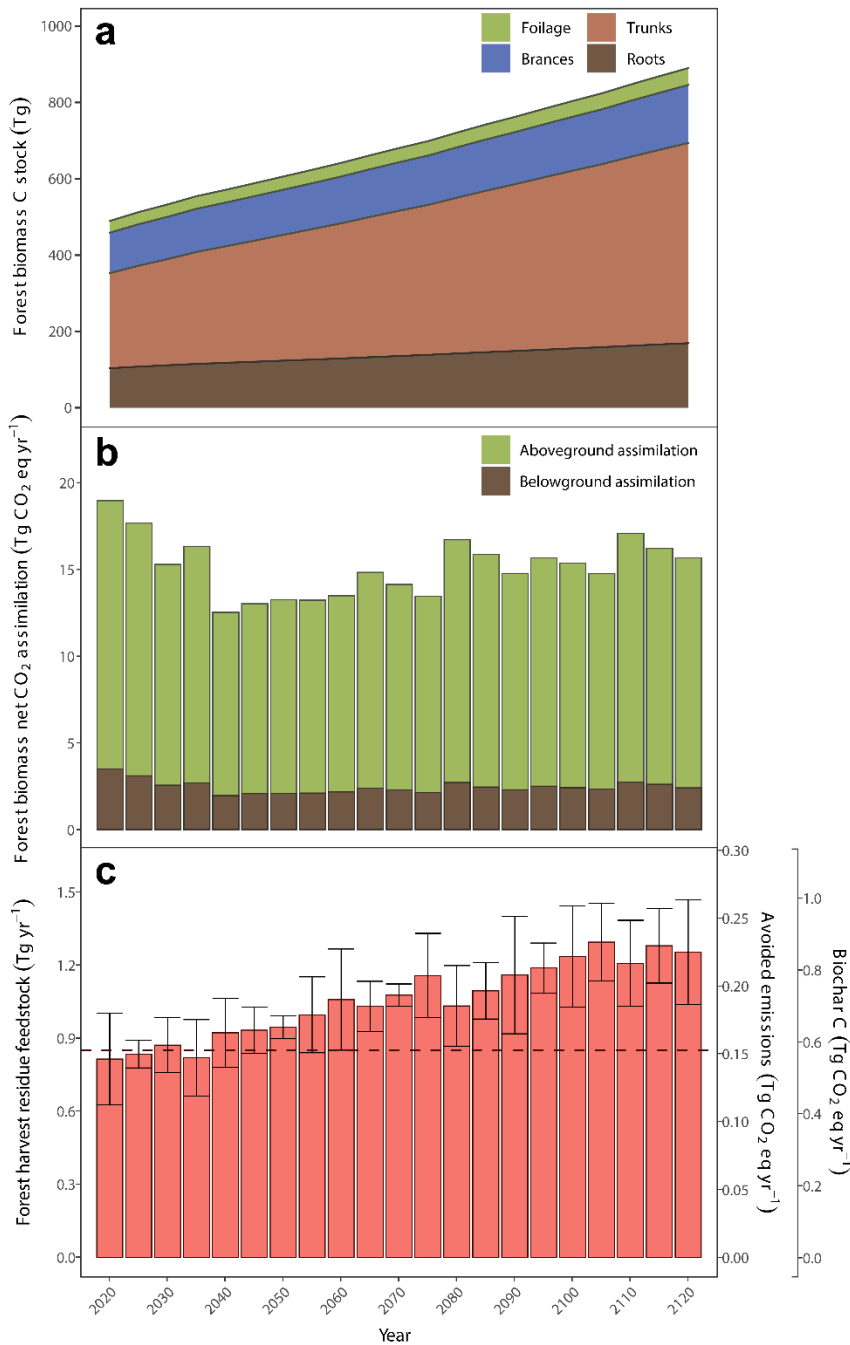 a
Foilage
Trunks
Brances
Roots
Forest biomass C stock (Tg)
1000
800
600
400
200
0
b
Aboveground assimilation
Belowground assimilation
Forest biomass net CO₂ assimilation (Tg CO₂ eq yr⁻¹)
20
15
10
5
0
c
Forest harvest residue feedstock (Tg yr⁻¹)
1.5
1.2
0.9
0.6
0.3
0.0
0.30
0.25
0.20
0.15
0.10
0.05
0.00
Avoided emissions (Tg CO₂ eq yr⁻¹)
1.0
0.8
0.6
0.4
0.2
0.0
Biochar C (Tg CO₂ eq yr⁻¹)
2020
2030
2040
2050
2060
2070
2080
2090
2100
2110
2120
Year